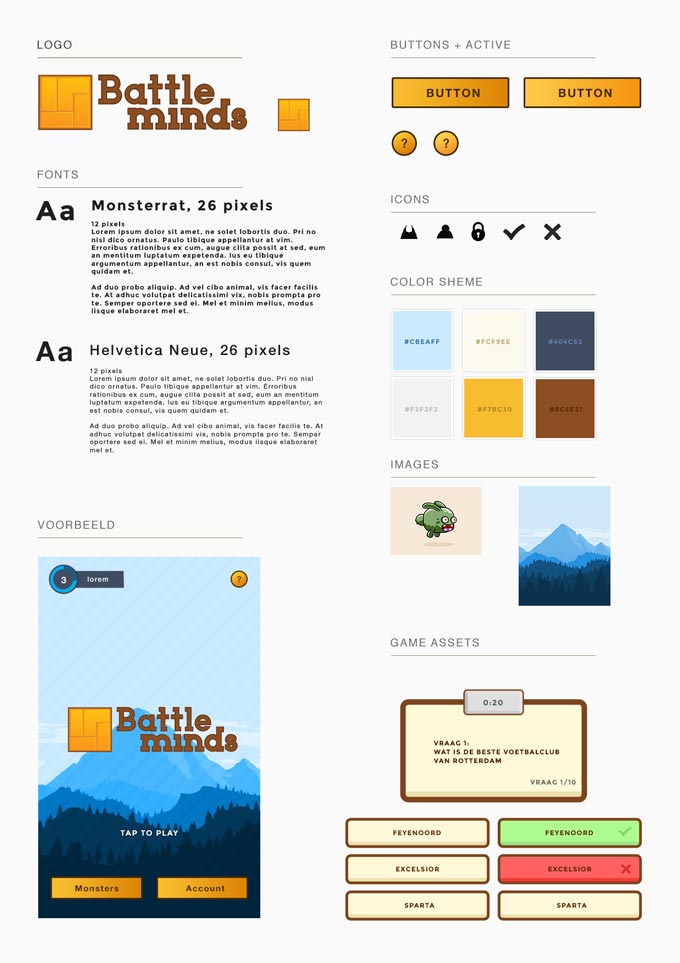 LOGO
Battle
minds
FONTS
Aa
Monsterrat, 26 pixels
12 pixels
Lorem ipsum dolor sit amet, ne solet lobortis duo. Pri no
nisl dico ornatus. Paulo tibique appellantur at vim.
Erroribus rationibus ex cum, augue clita possit at sea, eum
an mentitum luptatum expetenda. Ius eu tibique
argumentum appellantur, an est nobis consul, vis quem
quidam et.
Ad duo probo aliquip. Ad vel cibo animal, vis facer facilis
te. At adhuc volutpat delicatissimi vix, nobis prompta pro
te. Semper oportere sed ei. Mel et minim melius, modus
iisque elaboraret mel et.
Aa
Helvetica Neue, 26 pixels
12 pixels
Lorem ipsum dolor sit amet, ne solet lobortis duo. Pri no nisl
dico ornatus. Paulo tibique appellantur at vim. Erroribus
rationibus ex cum, augue clita possit at sea, eum an mentitum
luptatum expetenda. Ius eu tibique argumentum appellantur, an
est nobis consul, vis quem quidam et.
Ad duo probo aliquip. Ad vel cibo animal, vis facer facilis te. At
adhuc volutpat delicatissimi vix, nobis prompta pro te. Semper
oportere sed ei. Mel et minim melius, modus iisque elaboraret
mel et.
VOORBEELD
3
lorem
?
Battle
minds
TAP TO PLAY
Monsters
Account
BUTTONS + ACTIVE
BUTTON
BUTTON
?
?
ICONS
COLOR SHEME
#CBEAFF
#FCF9EE
#404C62
#F2F2F2
#F7BC30
#8C4E21
IMAGES
GAME ASSETS
0:20
VRAAG 1:
WAT IS DE BESTE VOETBALCLUB
VAN ROTTERDAM
VRAAG 1/10
FEYENOORD
FEYENOORD
EXCELSIOR
EXCELSIOR
SPARTA
SPARTA